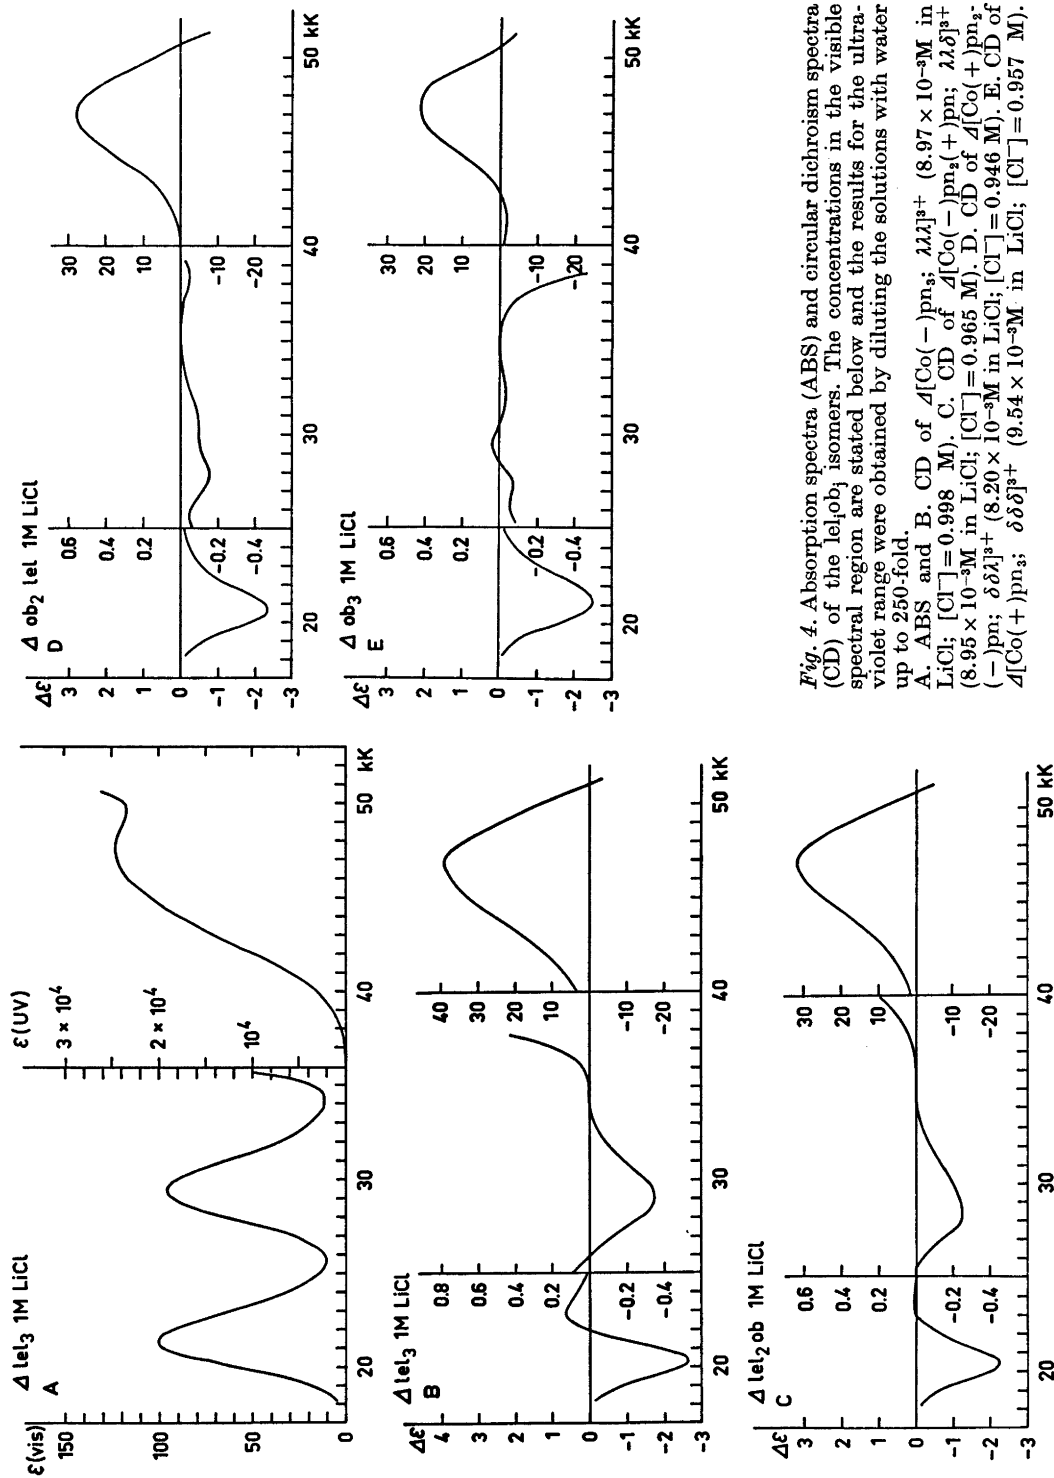 ε(vis) Δ lel₃ 1M LiCl ε(UV)
A
150
100
50
0
3 × 10⁴
2 × 10⁴
10⁴
20 30 40 50 kK
Δε Δ lel₃ 1M LiCl
B
4
3
2
1
0
-1
-2
-3
0.8
0.6
0.4
0.2
-0.2
-0.4
40
30
20
10
-10
-20
20 30 40 50 kK
Δε Δ lel₂ob 1M LiCl
C
3
2
1
0
-1
-2
-3
0.6
0.4
0.2
-0.2
-0.4
30
20
10
-10
-20
20 30 40 50 kK
Δε Δ ob₂ lel 1M LiCl
D
3
2
1
0
-1
-2
-3
0.6
0.4
0.2
-0.2
-0.4
30
20
10
-10
-20
20 30 40 50 kK
Δε Δ ob₃ 1M LiCl
E
3
2
1
0
-1
-2
-3
0.6
0.4
0.2
-0.2
-0.4
30
20
10
-10
-20
20 30 40 50 kK
Fig. 4. Absorption spectra (ABS) and circular dichroism spectra
(CD) of the lelᵢobⱼ isomers. The concentrations in the visible
spectral region are stated below and the results for the ultra-
violet range were obtained by diluting the solutions with water
up to 250-fold.
A. ABS and B. CD of Δ[Co(−)pn₃; λλλ]³⁺ (8.97 × 10⁻³M in
LiCl; [Cl⁻]=0.998 M). C. CD of Δ[Co(−)pn₂(+)pn; λλδ]³⁺
(8.95 × 10⁻³M in LiCl; [Cl⁻]=0.965 M). D. CD of Δ[Co(+)pn₂-
(−)pn; δδλ]³⁺ (8.20 × 10⁻³M in LiCl; [Cl⁻]=0.946 M). E. CD of
Δ[Co(+)pn₃; δδδ]³⁺ (9.54 × 10⁻³M in LiCl; [Cl⁻]=0.957 M).